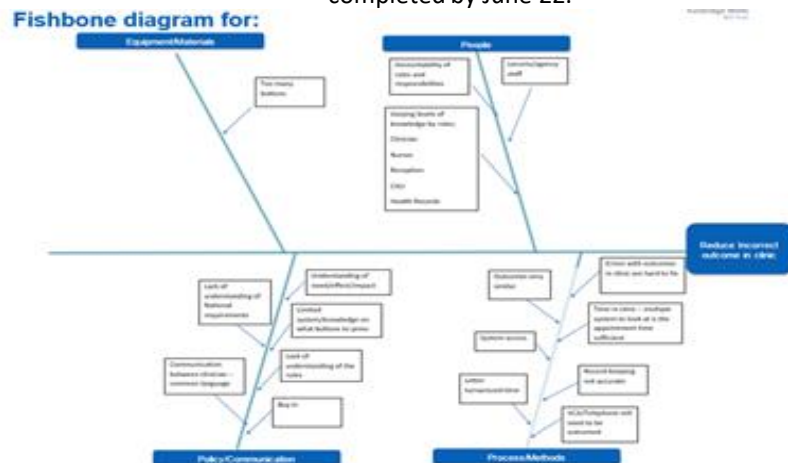 completed by June 22.
Fishbone diagram for:
Equipment/Materials
People
Too many
buttons
Accountability of
roles and
responsibilities
Locums/agency
staff
Varying levels of
knowledge by roles:
Clinician
Nurses
Reception
Health Records
Reduce Incorrect
outcome in clinic
Lack of
understanding of
National
requirements
Understanding of
need/effect/impact
Limited
system/knowledge on
what buttons to press
Lack of
understanding of the
rules
Communication
between clinician –
common language
Buy in
Outcomes very
similar
Errors with outcomes
in clinic are hard to fix
Time in clinic – multiple
system to look at is the
appointment time
sufficient
System access
Record keeping
not accurate
Letter
turnaround time
VCA/Telephone still
need to be
outcomed
Policy/Communication
Process/Methods